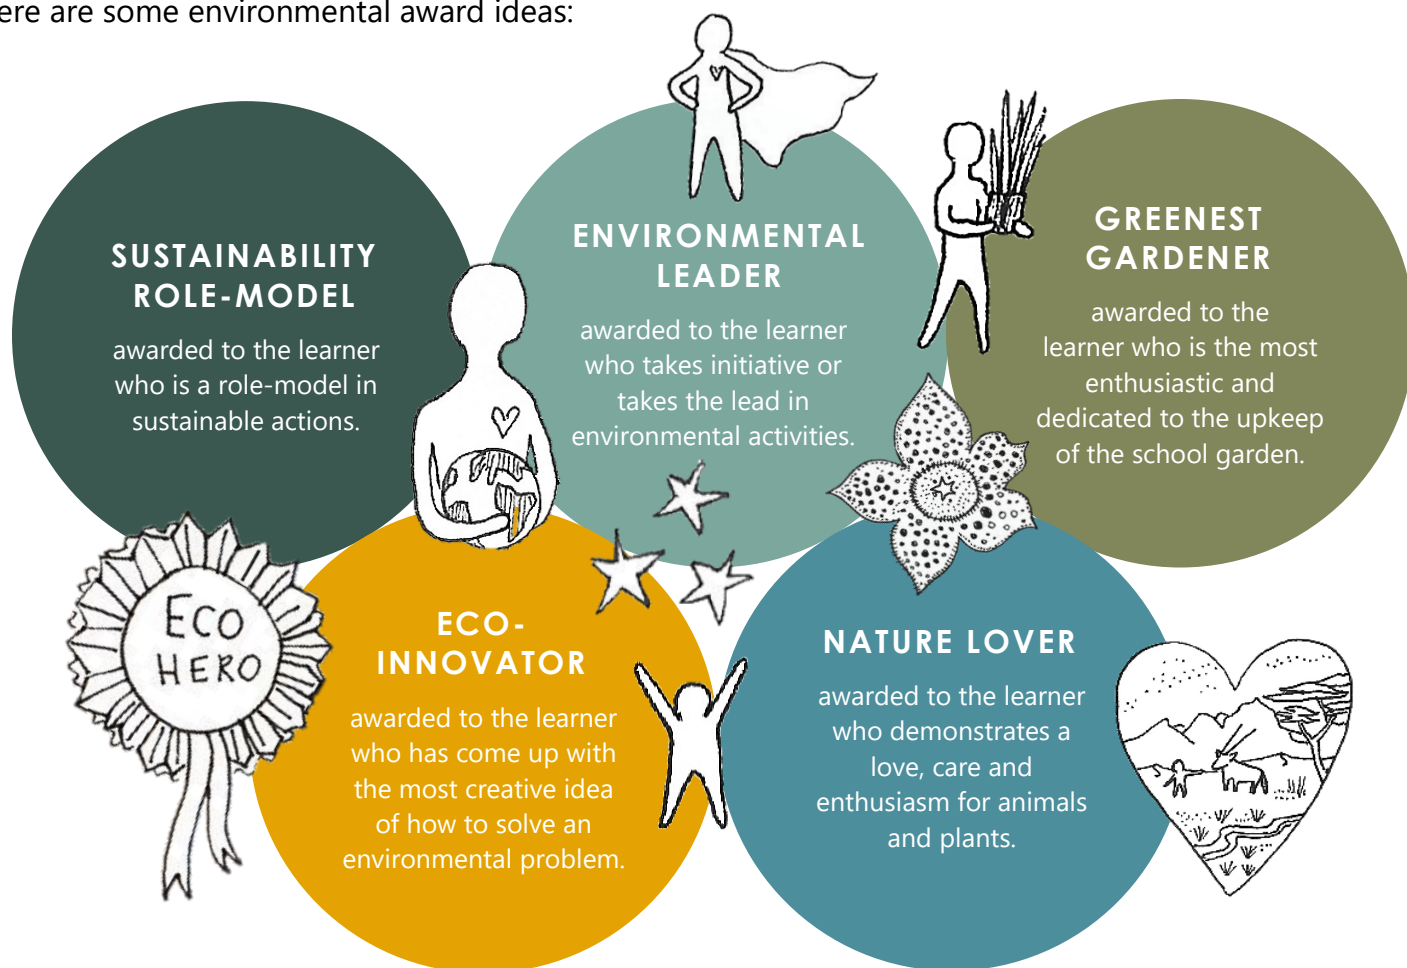 ere are some environmental award ideas:
SUSTAINABILITY
ROLE-MODEL
awarded to the learner
who is a role-model in
sustainable actions.
ENVIRONMENTAL
LEADER
awarded to the learner
who takes initiative or
takes the lead in
environmental activities.
GREENEST
GARDENER
awarded to the
learner who is the most
enthusiastic and
dedicated to the upkeep
of the school garden.
ECO
HERO
ECO-
INNOVATOR
awarded to the learner
who has come up with
the most creative idea
of how to solve an
environmental problem.
NATURE LOVER
awarded to the learner
who demonstrates a
love, care and
enthusiasm for animals
and plants.